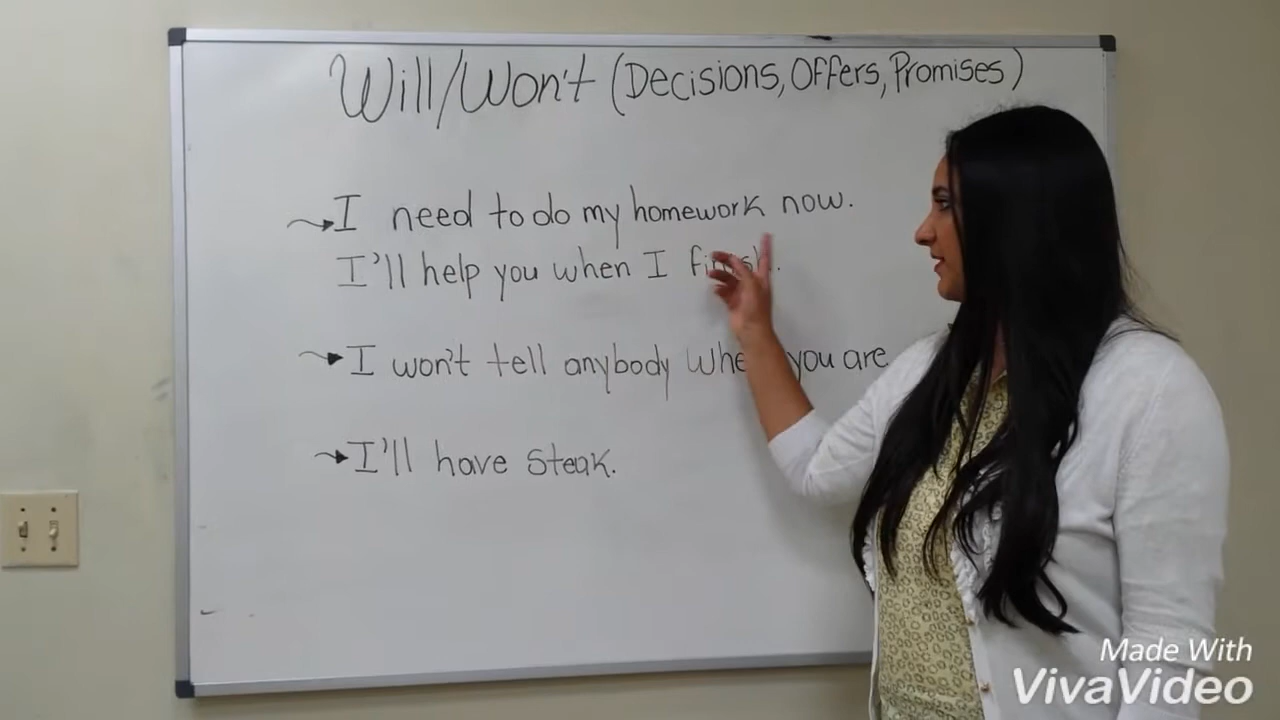 Will/Won't (Decisions, Offers, Promises)
I need to do my homework now.
I'll help you when I finish.
I won't tell anybody you are
I'll have steak.
Made With
VivaVideo